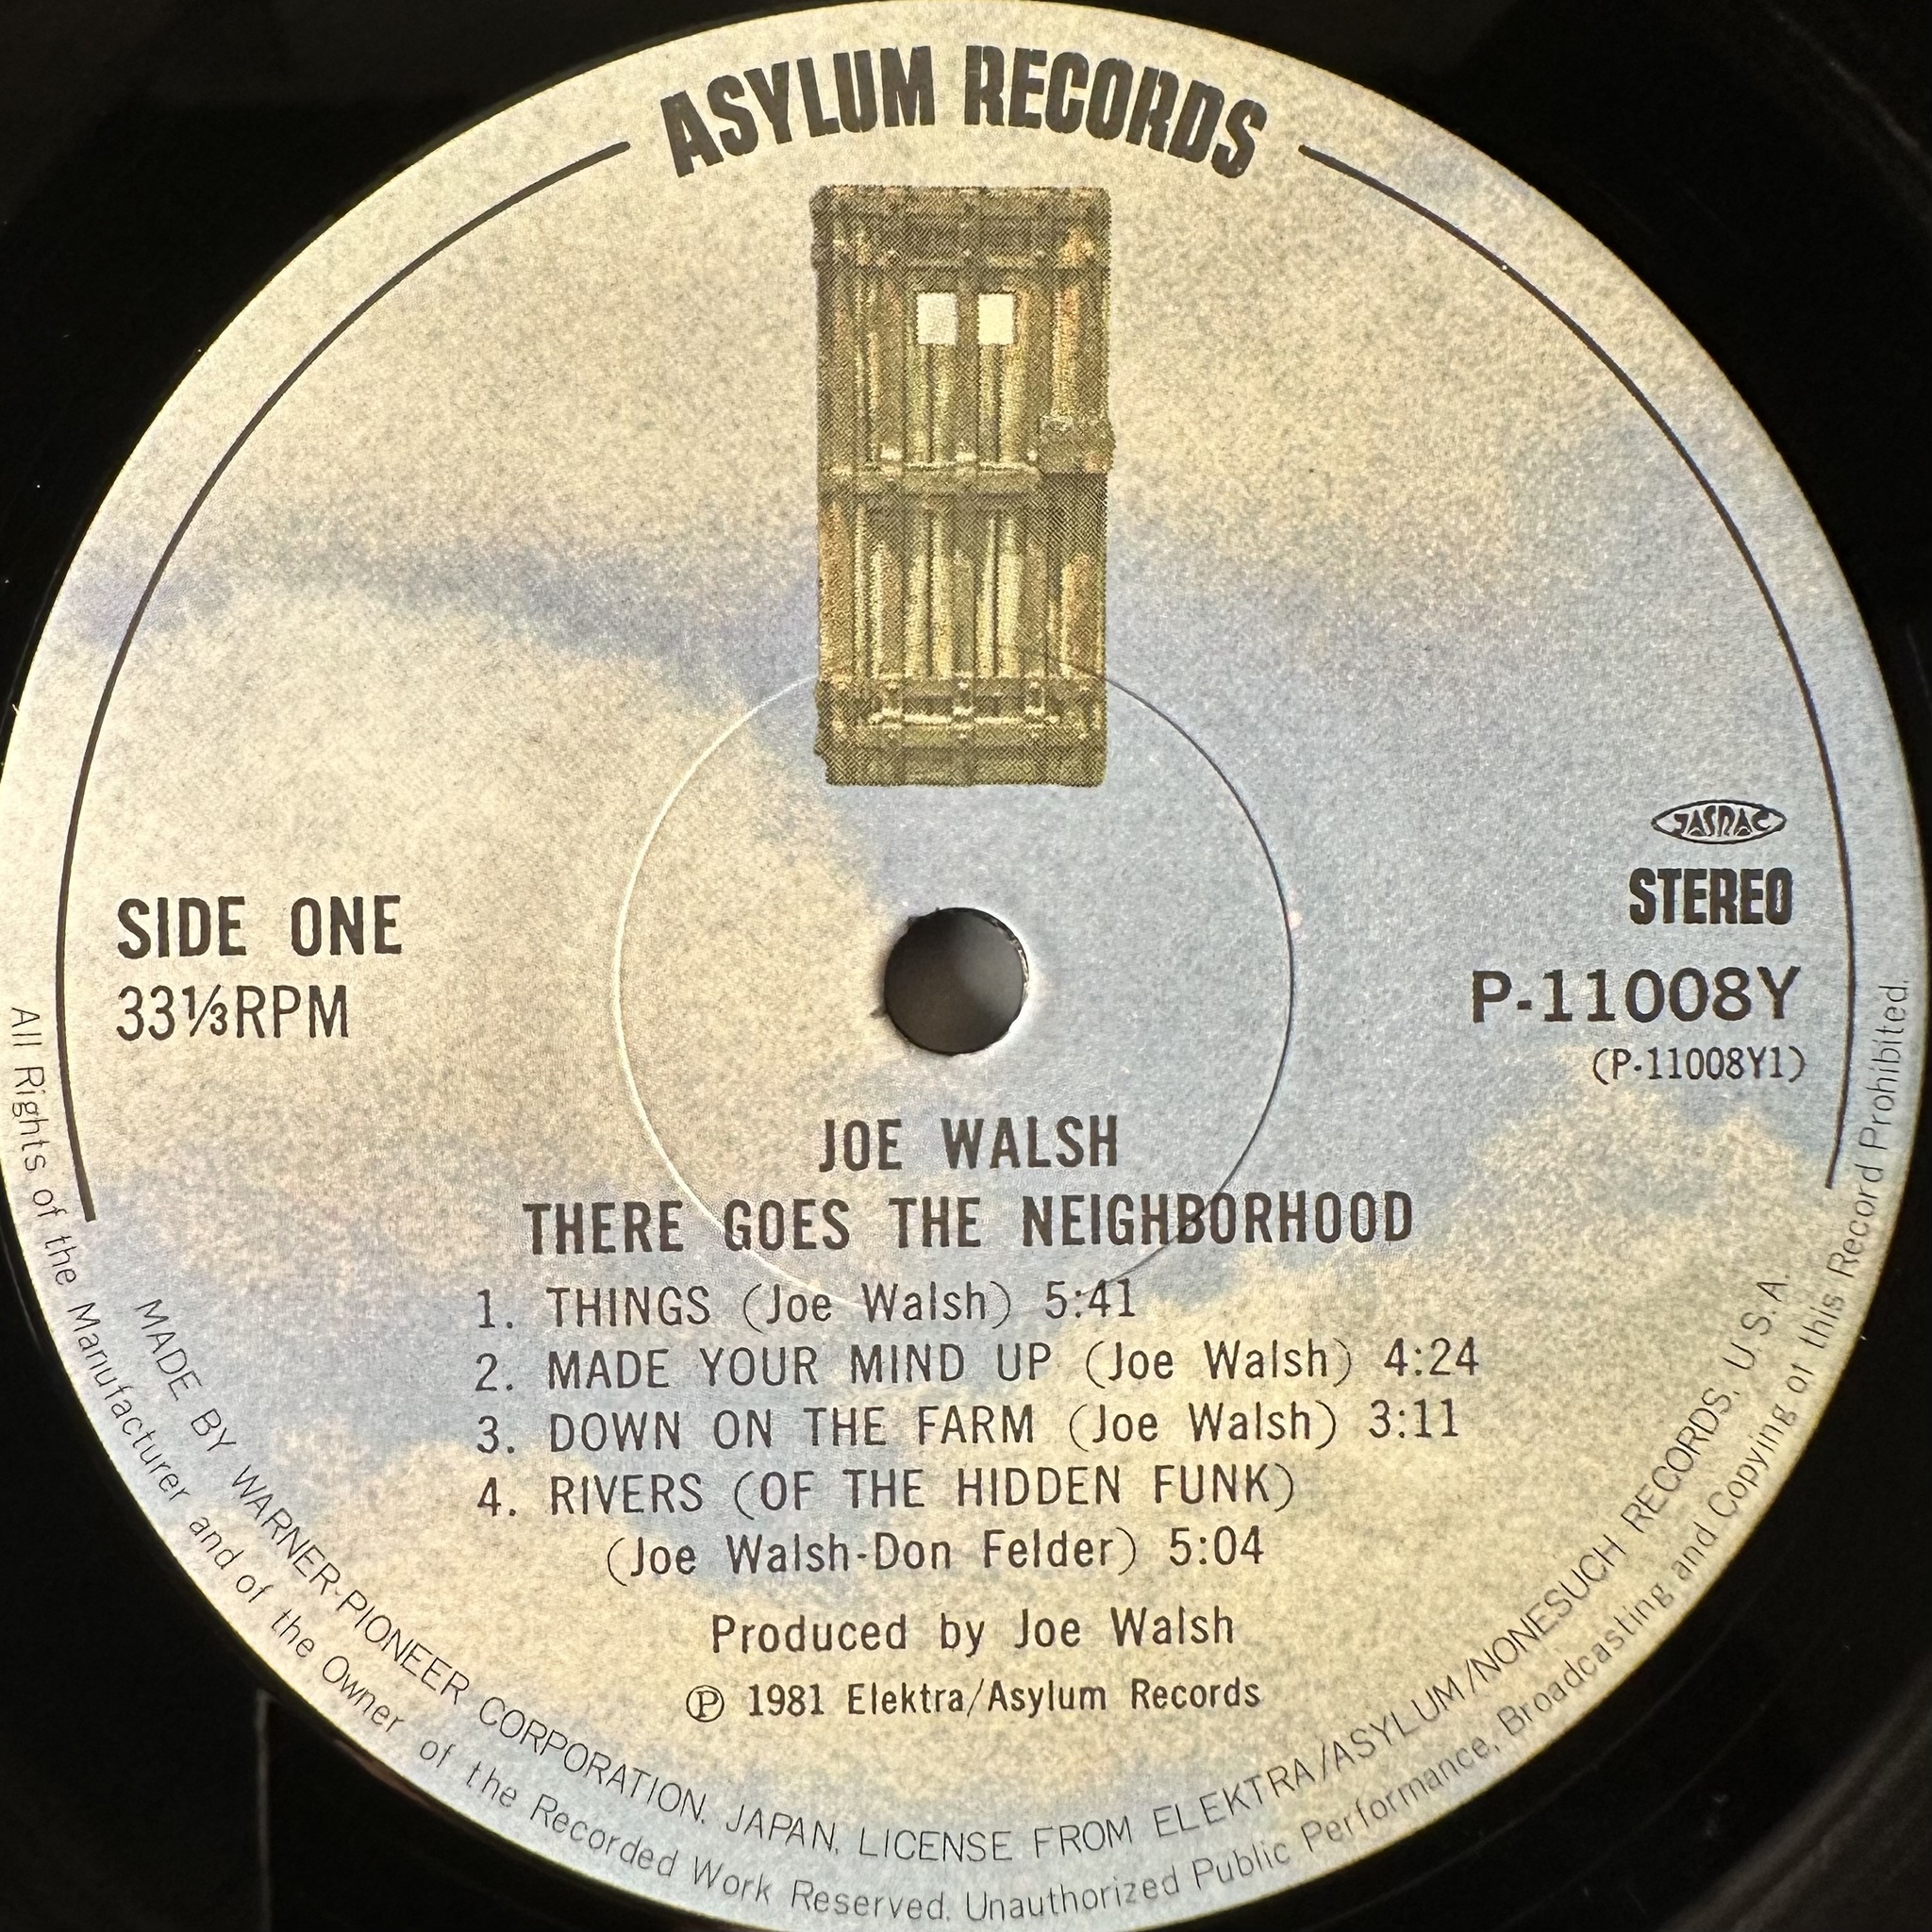 ASYLUM RECORDS
JASRAC
STEREO
SIDE ONE
33⅓RPM
P-11008Y
(P-11008Y1)
JOE WALSH
THERE GOES THE NEIGHBORHOOD
1. THINGS (Joe Walsh) 5:41
2. MADE YOUR MIND UP (Joe Walsh) 4:24
3. DOWN ON THE FARM (Joe Walsh) 3:11
4. RIVERS (OF THE HIDDEN FUNK)
(Joe Walsh-Don Felder) 5:04
Produced by Joe Walsh
Ⓟ 1981 Elektra/Asylum Records
MADE BY WARNER-PIONEER CORPORATION, JAPAN, LICENSE FROM ELEKTRA/ASYLUM/NONESUCH RECORDS, U.S.A.
All Rights of the Manufacturer and of the Owner of the Recorded Work Reserved. Unauthorized Public Performance, Broadcasting and Copying of this Record Prohibited.